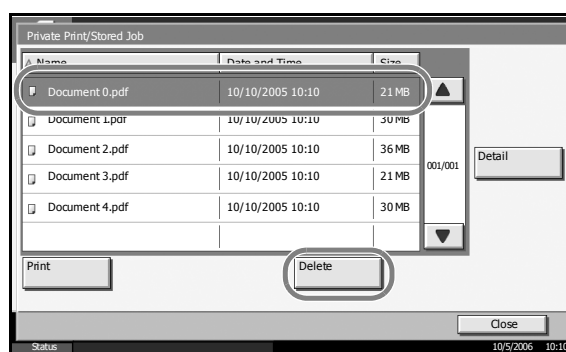 Private Print/Stored Job
Name Date and Time Size
Document 0.pdf 10/10/2005 10:10 21 MB
Document 1.pdf 10/10/2005 10:10 30 MB
Document 2.pdf 10/10/2005 10:10 36 MB
Document 3.pdf 10/10/2005 10:10 21 MB
Document 4.pdf 10/10/2005 10:10 30 MB
001/001
Detail
Print Delete
Close
Status 10/5/2006 10:10